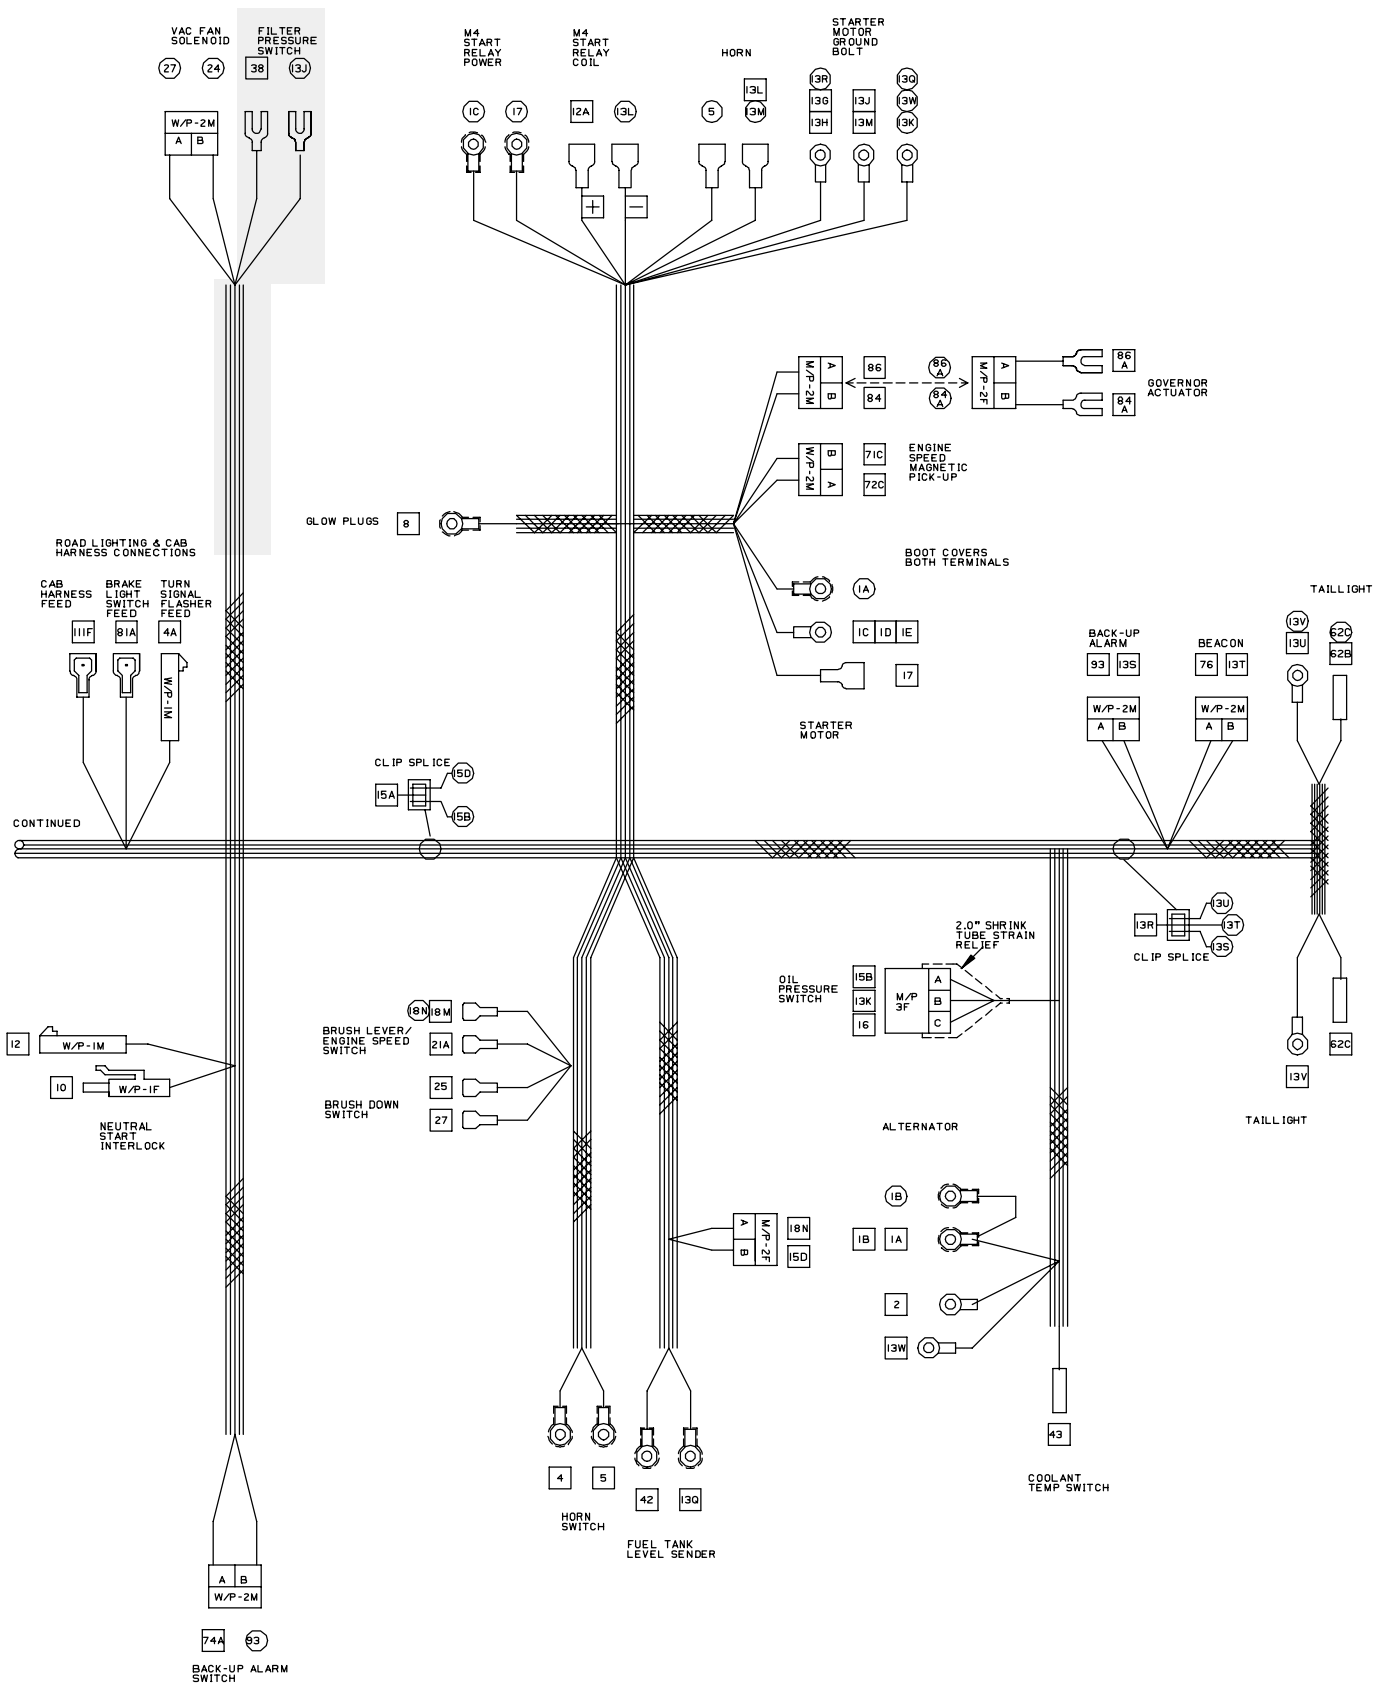 VAC FAN
SOLENOID
27
24
FILTER
PRESSURE
SWITCH
38
13J
W/P-2M
A B
M4
START
RELAY
POWER
1C
17
M4
START
RELAY
COIL
12A
13L
+
−
HORN
5
13L
13M
STARTER
MOTOR
GROUND
BOLT
13R
13G
13H
13J
13M
13Q
13W
13K
M/P-2M
A
B
86
84
86
A
84
A
M/P-2F
A
B
86
A
84
A
GOVERNOR
ACTUATOR
W/P-2M
B
A
71C
72C
ENGINE
SPEED
MAGNETIC
PICK-UP
GLOW PLUGS
8
BOOT COVERS
BOTH TERMINALS
1A
1C 1D 1E
17
STARTER
MOTOR
ROAD LIGHTING & CAB
HARNESS CONNECTIONS
CAB
HARNESS
FEED
111F
BRAKE
LIGHT
SWITCH
FEED
81A
TURN
SIGNAL
FLASHER
FEED
4A
W/P-1M
CLIP SPLICE
15A
15D
15B
CONTINUED
BACK-UP
ALARM
93 13S
W/P-2M
A B
BEACON
76 13T
W/P-2M
A B
TAILLIGHT
13V
13U
62C
62B
13R
13U
13T
13S
CLIP SPLICE
2.0" SHRINK
TUBE STRAIN
RELIEF
OIL
PRESSURE
SWITCH
15B
13K
16
M/P
3F
A
B
C
13V
62C
TAILLIGHT
12
W/P-1M
10
W/P-1F
NEUTRAL
START
INTERLOCK
18N 18M
BRUSH LEVER/
ENGINE SPEED
SWITCH
21A
25
BRUSH DOWN
SWITCH
27
ALTERNATOR
1B
1B 1A
2
13W
A
B
M/P-2F
18N
15D
43
COOLANT
TEMP SWITCH
4
5
HORN
SWITCH
42
13Q
FUEL TANK
LEVEL SENDER
A B
W/P-2M
74A
93
BACK-UP ALARM
SWITCH